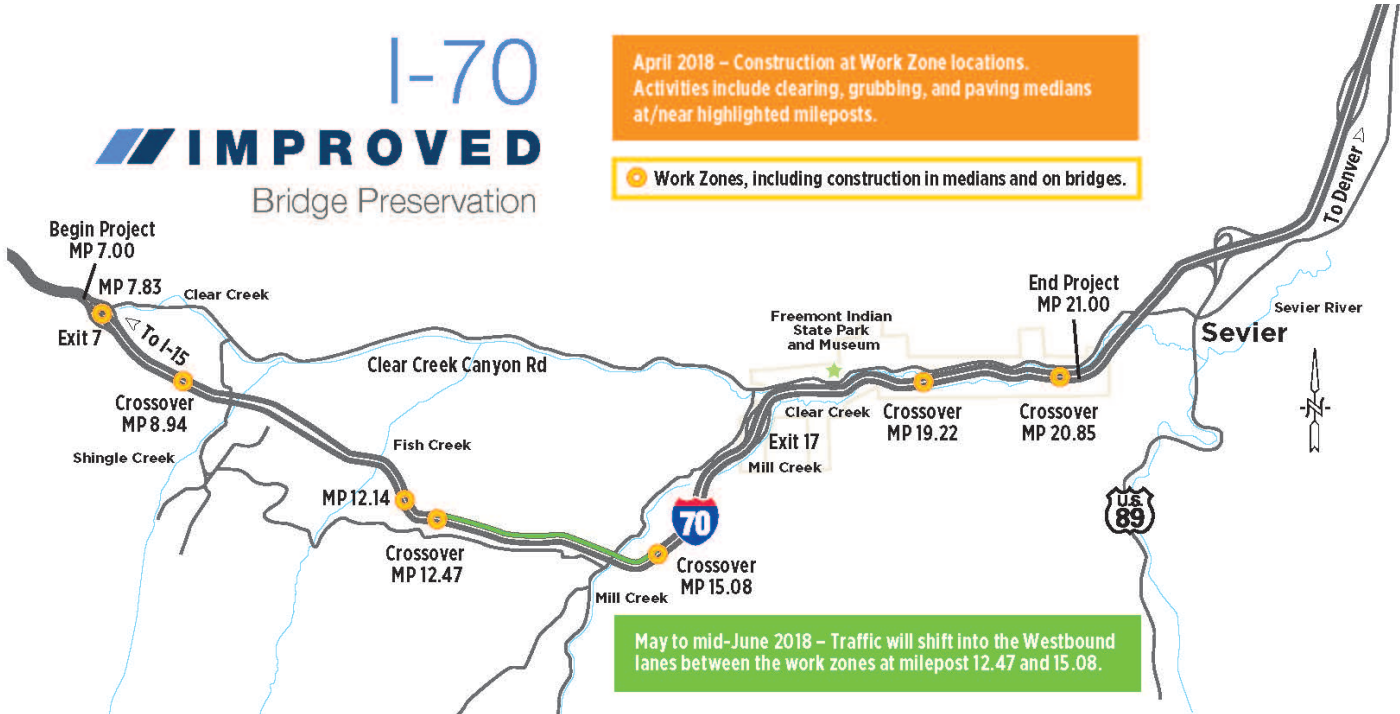 I-70
IMPROVED
Bridge Preservation
April 2018 – Construction at Work Zone locations.
Activities include clearing, grubbing, and paving medians
at/near highlighted mileposts.
Work Zones, including construction in medians and on bridges.
Begin Project
MP 7.00
MP 7.83
Clear Creek
Exit 7
To I-15
Crossover
MP 8.94
Shingle Creek
Clear Creek Canyon Rd
Fish Creek
MP 12.14
Crossover
MP 12.47
Mill Creek
Crossover
MP 15.08
70
Mill Creek
Exit 17
Clear Creek
Freemont Indian
State Park
and Museum
Crossover
MP 19.22
Crossover
MP 20.85
End Project
MP 21.00
To Denver
Sevier River
Sevier
N
U.S.
89
May to mid-June 2018 – Traffic will shift into the Westbound
lanes between the work zones at milepost 12.47 and 15.08.